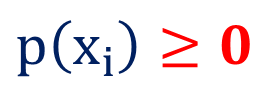 p(xᵢ) ≥ 0